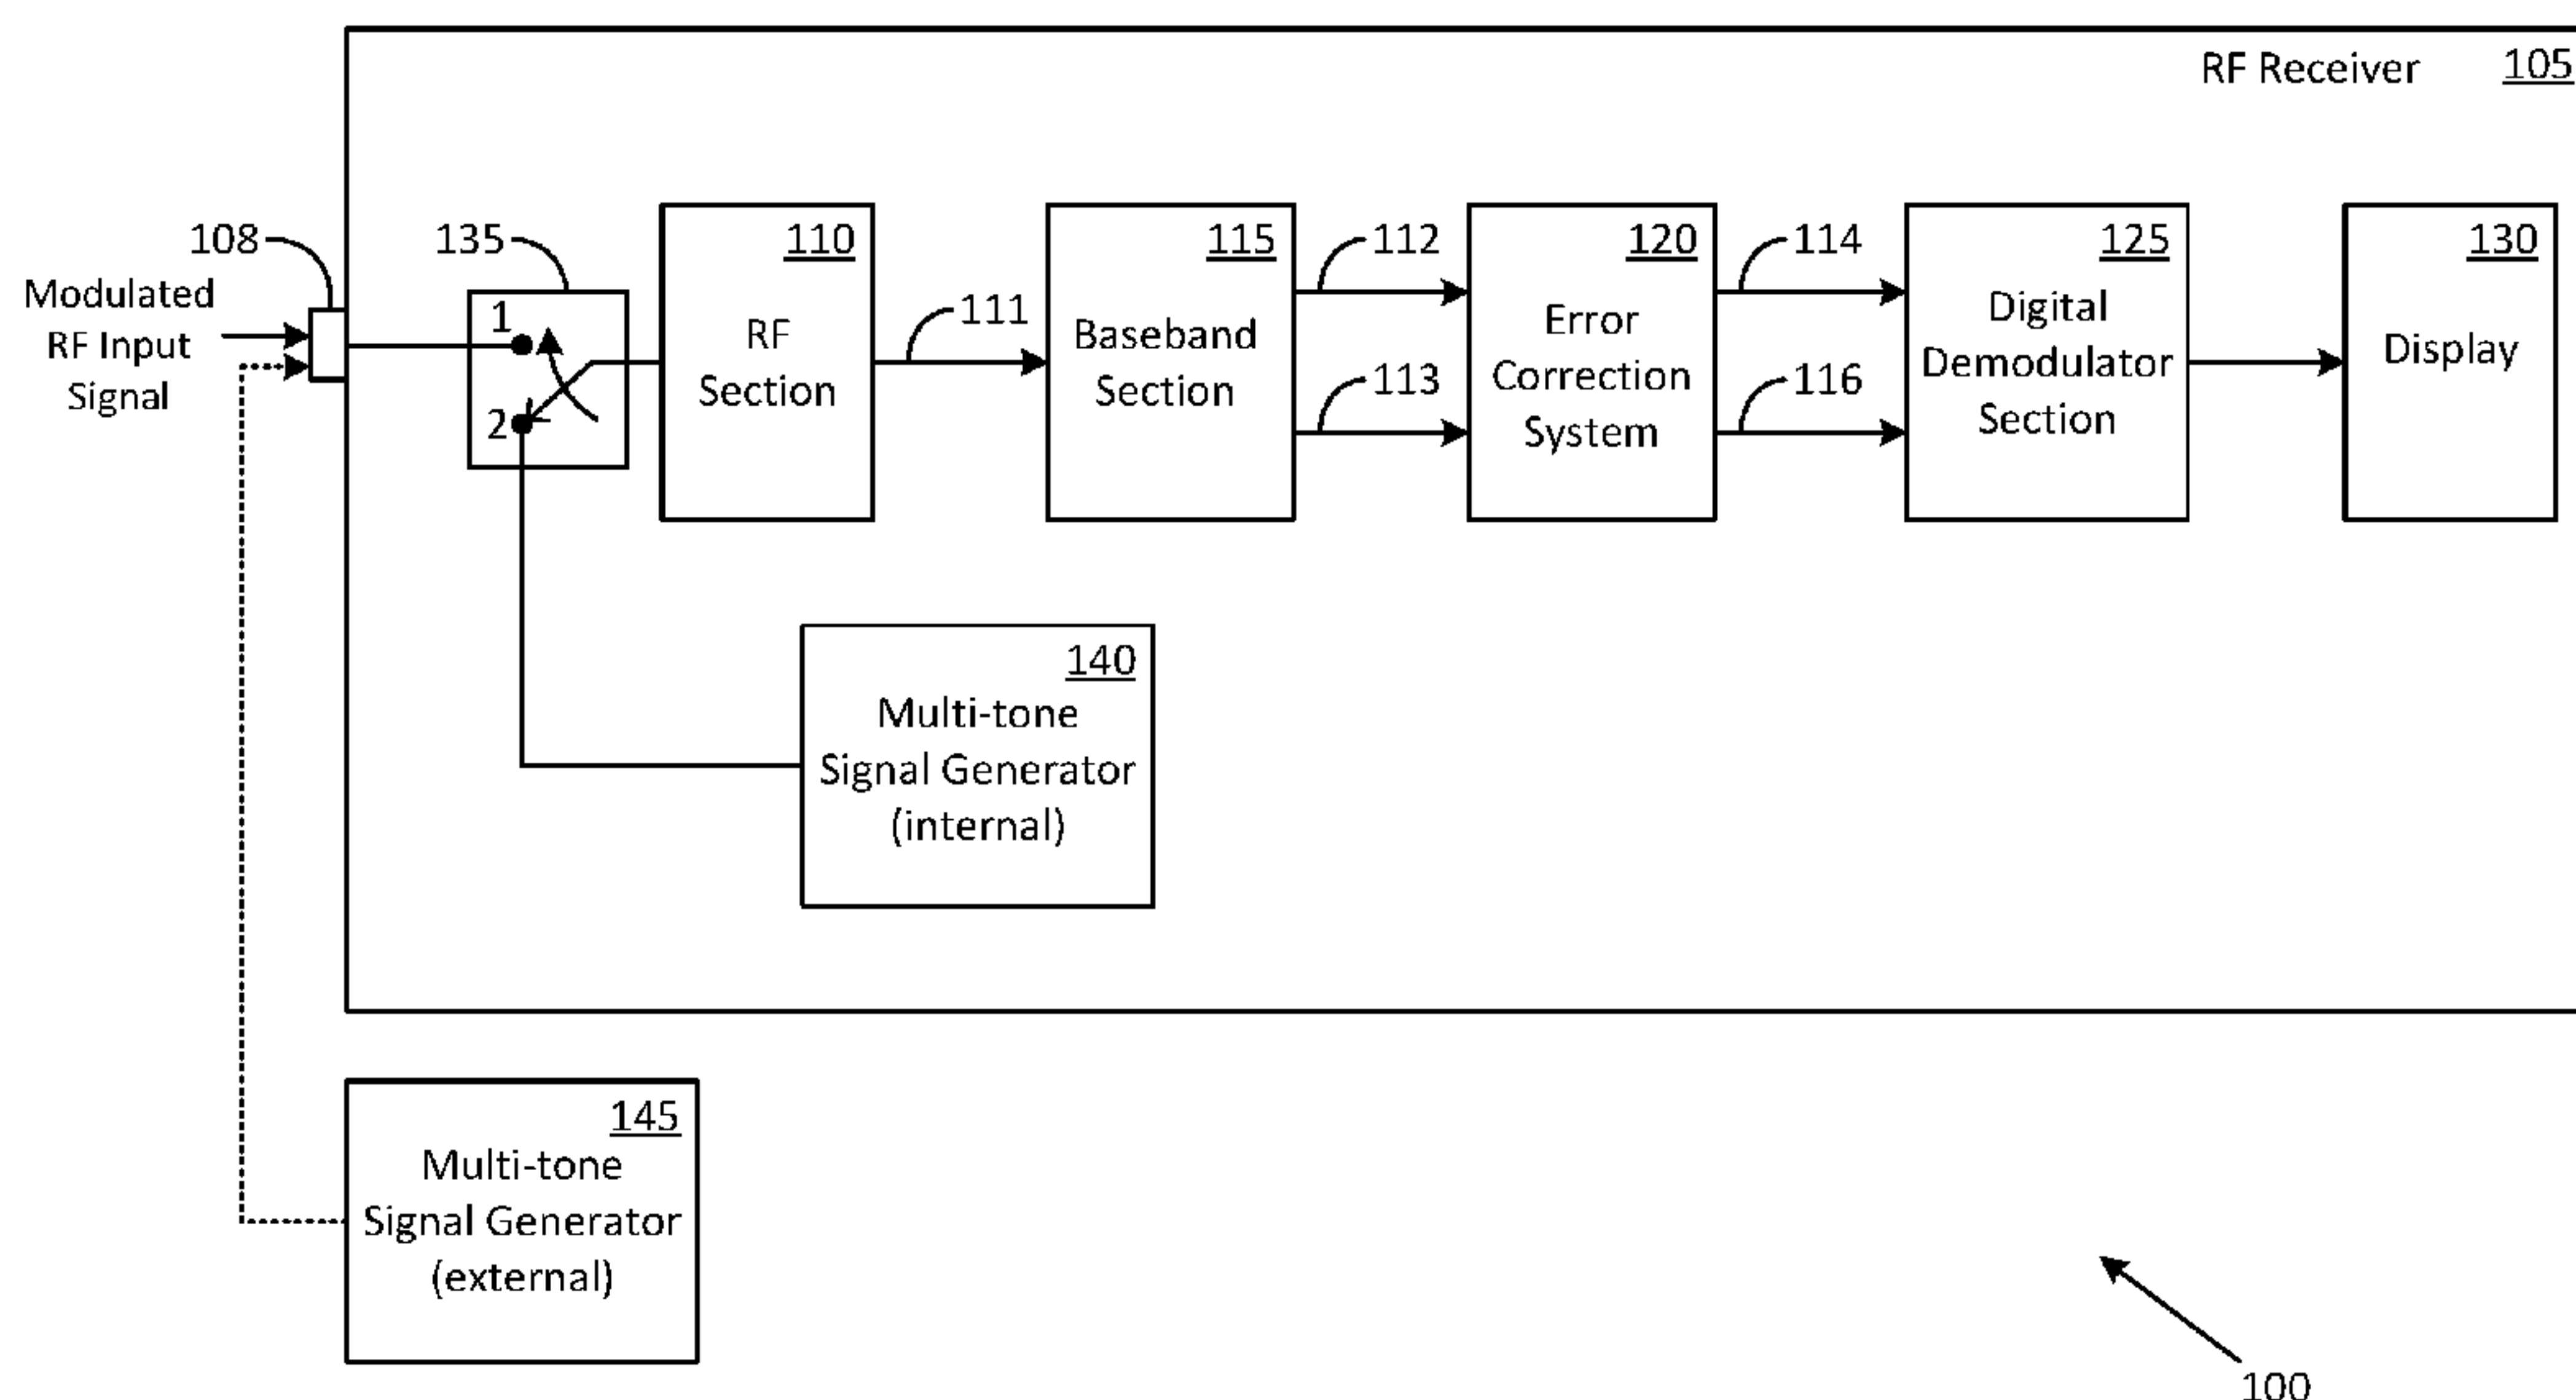 RF Receiver 105
108
Modulated
RF Input
Signal
135
1
2
110
RF
Section
111
115
Baseband
Section
112
113
120
Error
Correction
System
114
116
125
Digital
Demodulator
Section
130
Display
140
Multi-tone
Signal Generator
(internal)
145
Multi-tone
Signal Generator
(external)
100